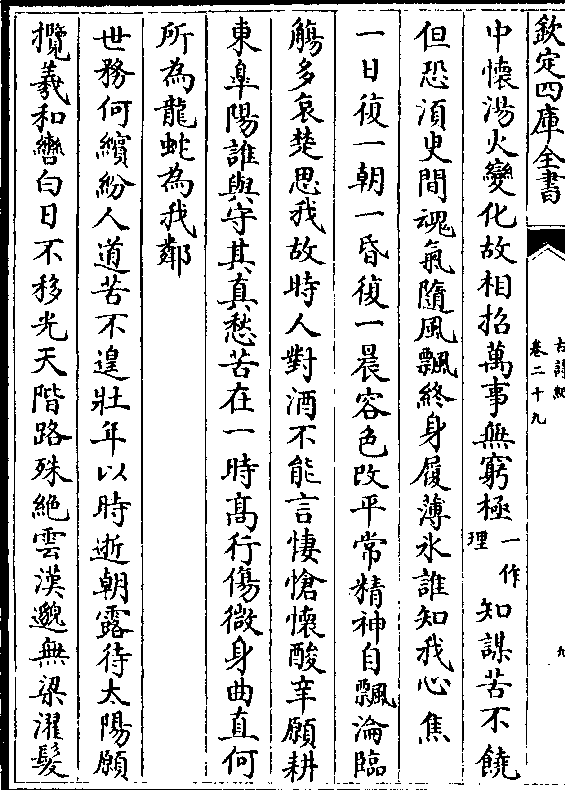 欽定四庫全書
古詩紀
卷二十九
九
中懷湯火變化故相招萬事無窮極一作理知謀苦不饒
但恐湏臾間魂氣隨風飄終身履薄氷誰知我心焦
一日復一朝一昏復一晨容色改平常精神自飄淪臨
觴多哀楚思我故時人對酒不能言悽愴懷酸辛願耕
東臯陽誰與守其真愁苦在一時髙行傷微身曲直何
所為龍蛇為我鄰
世務何繽紛人道苦不遑壯年以時逝朝露待太陽願
攬羲和轡白日不移光天階路殊絶雲漢邈無梁濯髮